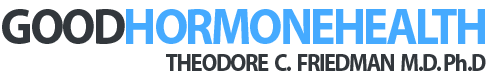 GOODHORMONEHEALTH
THEODORE C. FRIEDMAN M.D.Ph.D